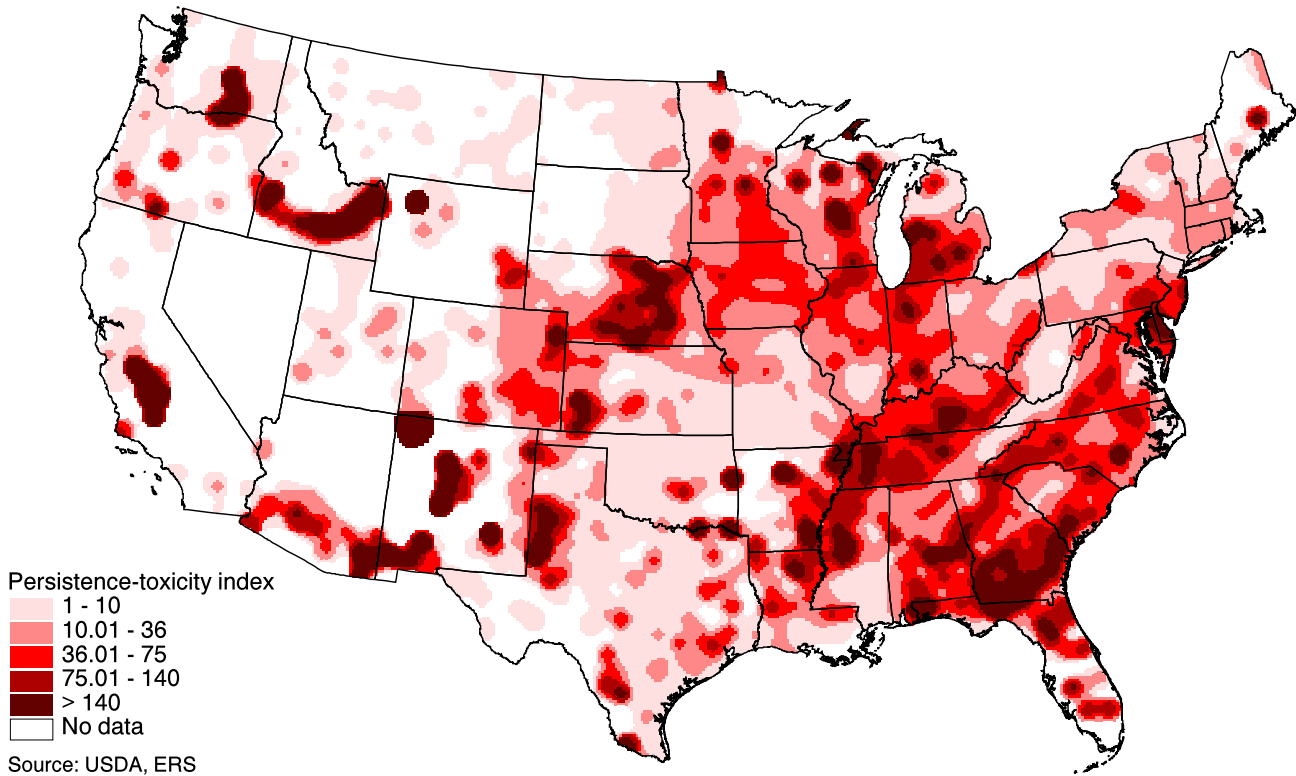 Persistence-toxicity index
1 - 10
10.01 - 36
36.01 - 75
75.01 - 140
> 140
No data
Source: USDA, ERS